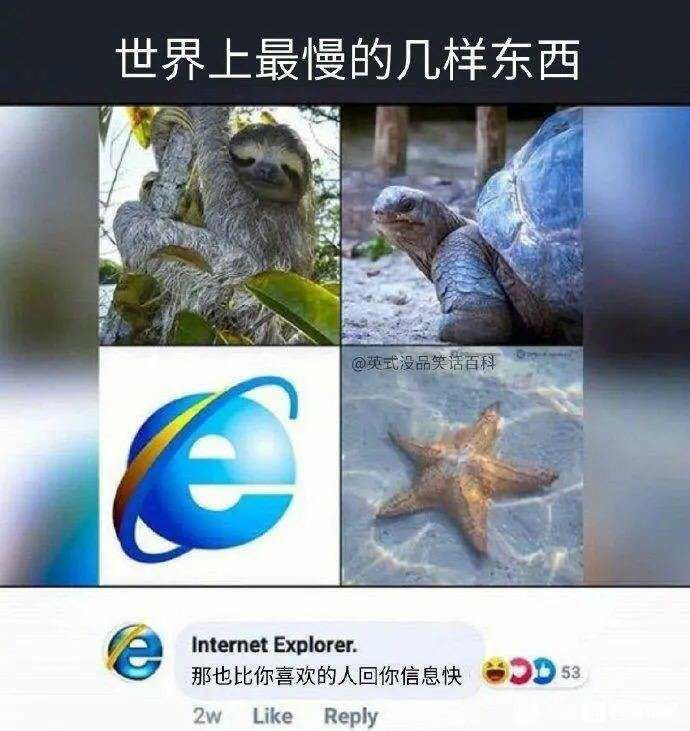 世界上最慢的几样东西
@英式没品笑话百科
Internet Explorer.
那也比你喜欢的人回你信息快
53
2w Like Reply